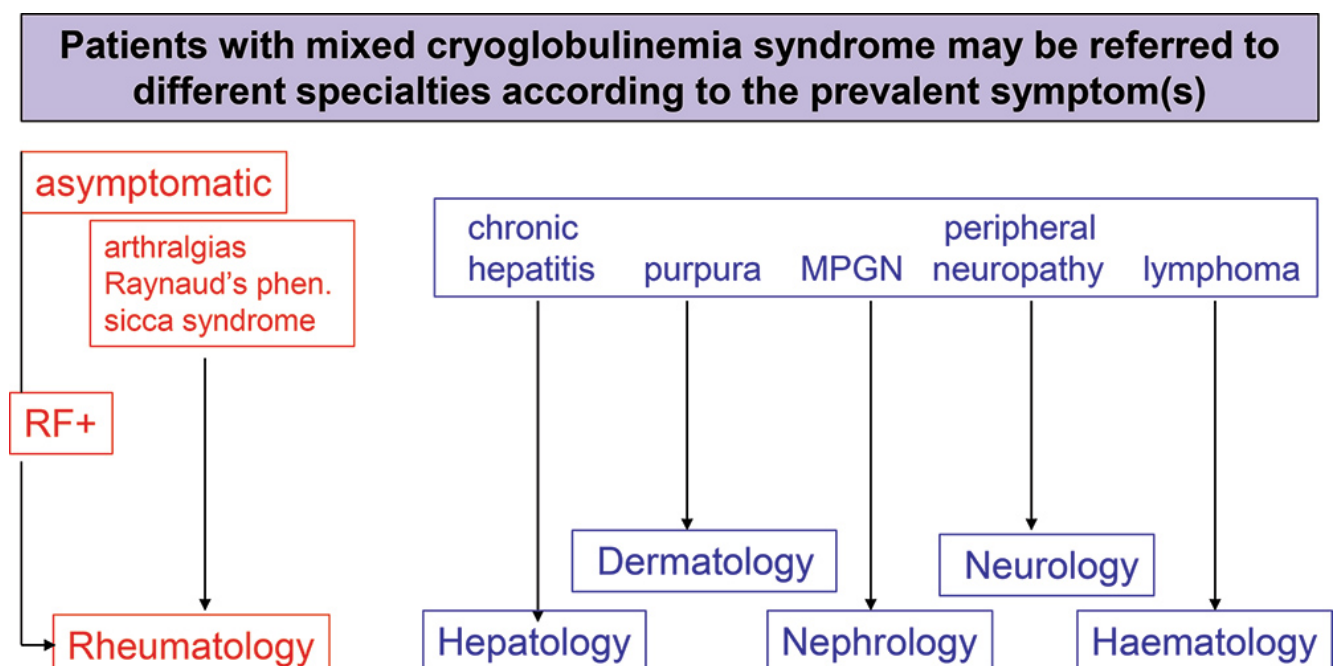 Patients with mixed cryoglobulinemia syndrome may be referred to
different specialties according to the prevalent symptom(s)
asymptomatic
arthralgias
Raynaud's phen.
sicca syndrome
RF+
Rheumatology
chronic
hepatitis
purpura
MPGN
peripheral
neuropathy
lymphoma
Dermatology
Neurology
Hepatology
Nephrology
Haematology